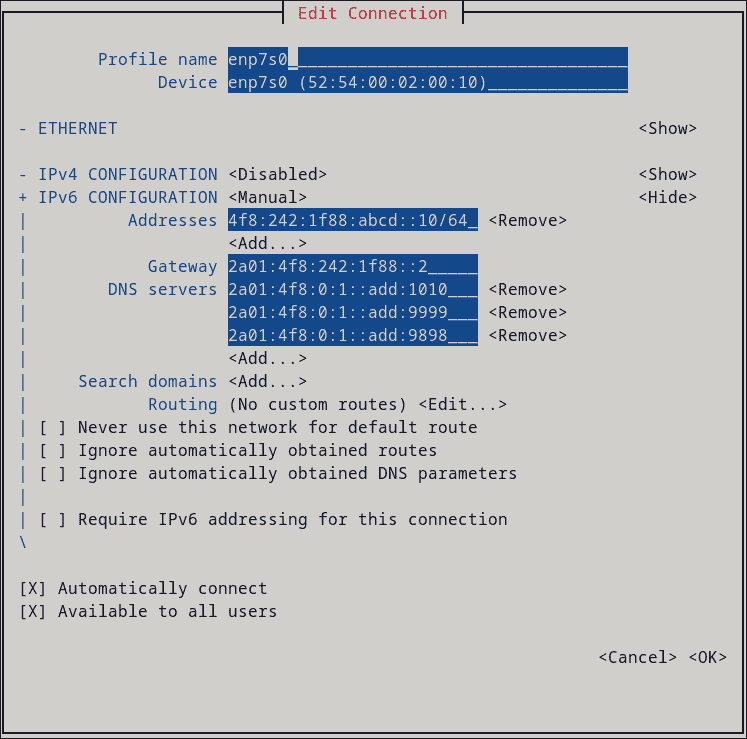 Edit Connection
Profile name enp7s0
Device enp7s0 (52:54:00:02:00:10)
- ETHERNET <Show>
- IPv4 CONFIGURATION <Disabled> <Show>
+ IPv6 CONFIGURATION <Manual> <Hide>
| Addresses 4f8:242:1f88:abcd::10/64_ <Remove>
| <Add...>
| Gateway 2a01:4f8:242:1f88::2_____
| DNS servers 2a01:4f8:0:1::add:1010___ <Remove>
| 2a01:4f8:0:1::add:9999___ <Remove>
| 2a01:4f8:0:1::add:9898___ <Remove>
| <Add...>
| Search domains <Add...>
| Routing (No custom routes) <Edit...>
| [ ] Never use this network for default route
| [ ] Ignore automatically obtained routes
| [ ] Ignore automatically obtained DNS parameters
|
| [ ] Require IPv6 addressing for this connection
\
[X] Automatically connect
[X] Available to all users
<Cancel> <OK>